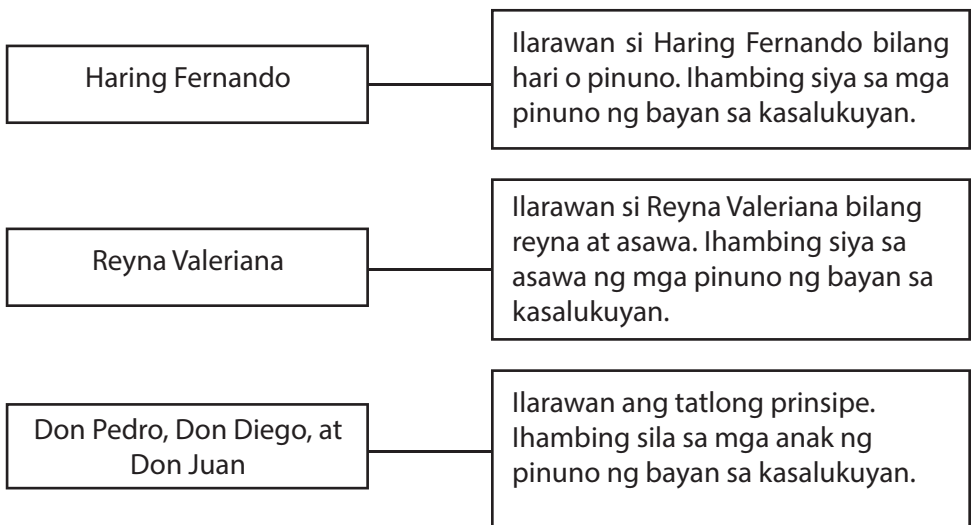 Haring Fernando
Ilarawan si Haring Fernando bilang
hari o pinuno. Ihambing siya sa mga
pinuno ng bayan sa kasalukuyan.
Reyna Valeriana
Ilarawan si Reyna Valeriana bilang
reyna at asawa. Ihambing siya sa
asawa ng mga pinuno ng bayan sa
kasalukuyan.
Don Pedro, Don Diego, at
Don Juan
Ilarawan ang tatlong prinsipe.
Ihambing sila sa mga anak ng
pinuno ng bayan sa kasalukuyan.